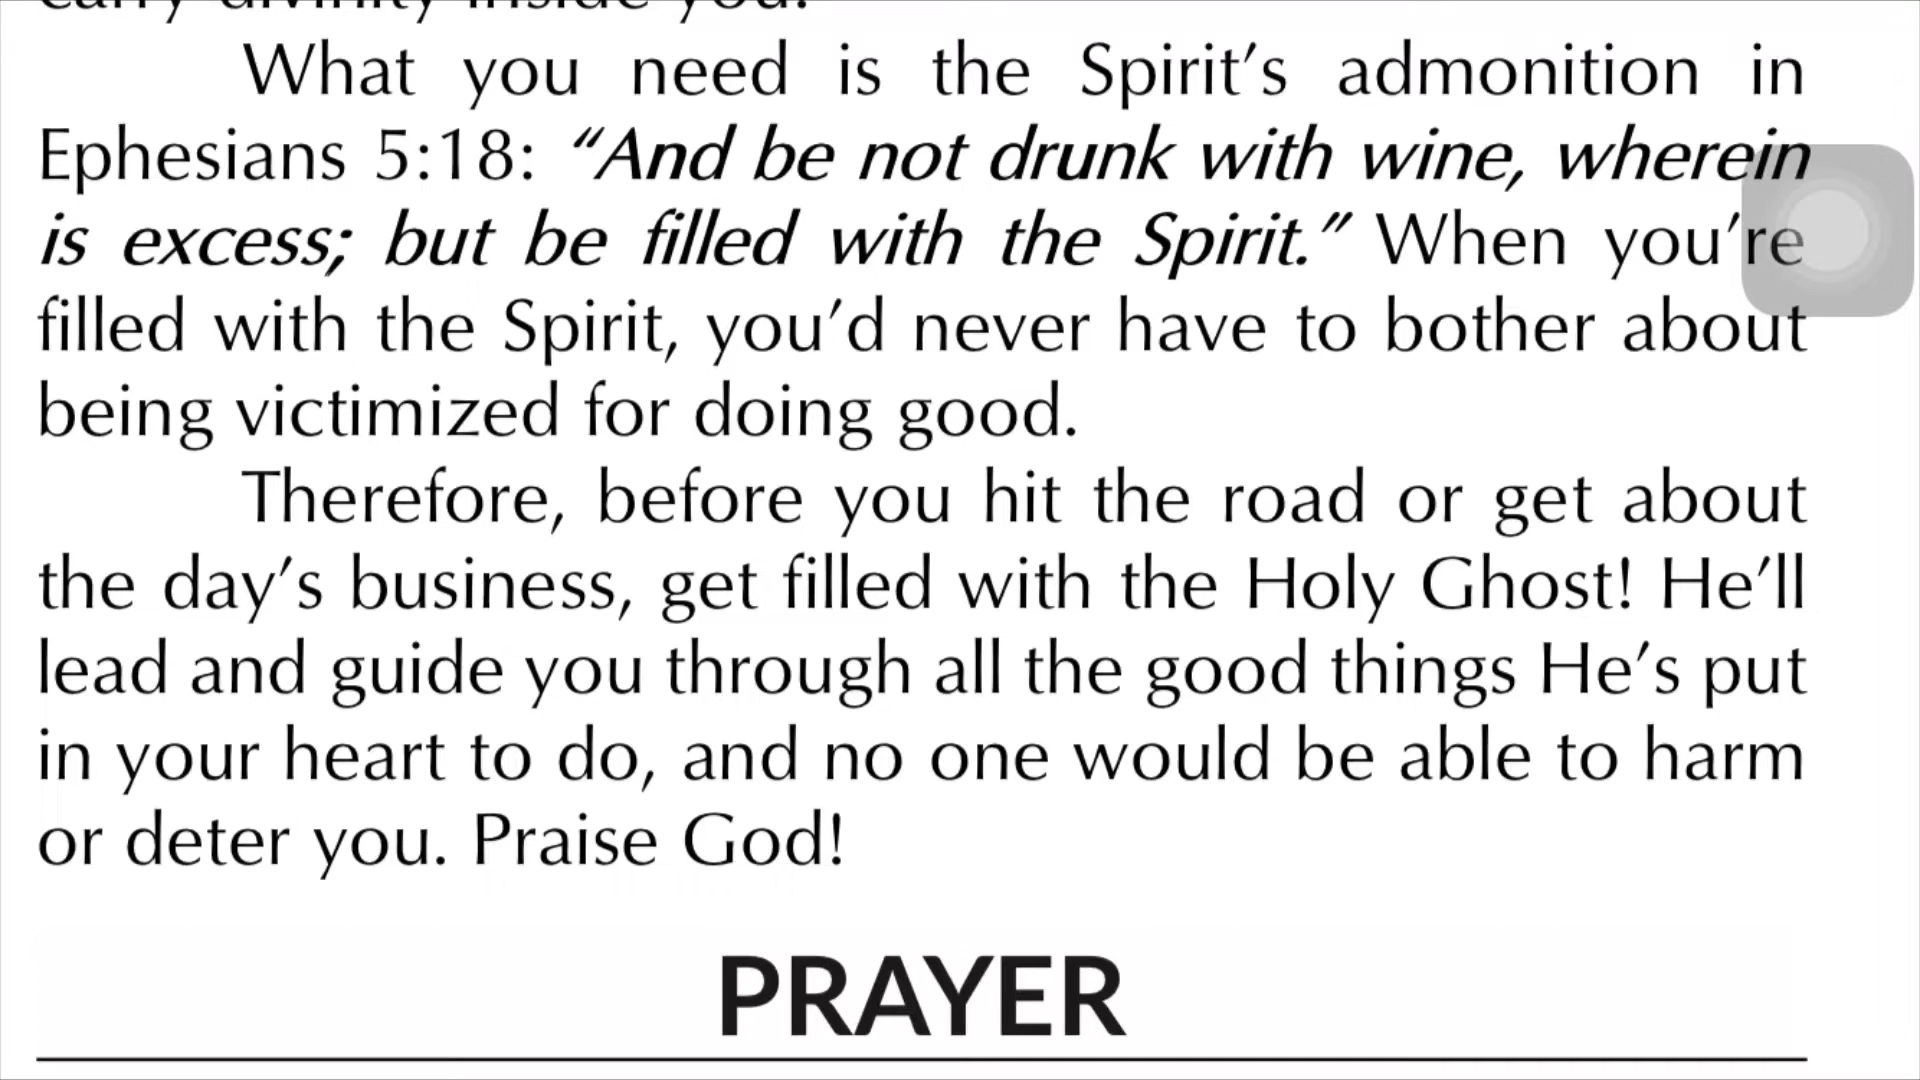 carry divinity inside you!
What you need is the Spirit’s admonition in
Ephesians 5:18: “And be not drunk with wine, wherein
is excess; but be filled with the Spirit.” When you’re
filled with the Spirit, you’d never have to bother about
being victimized for doing good.
Therefore, before you hit the road or get about
the day’s business, get filled with the Holy Ghost! He’ll
lead and guide you through all the good things He’s put
in your heart to do, and no one would be able to harm
or deter you. Praise God!
PRAYER